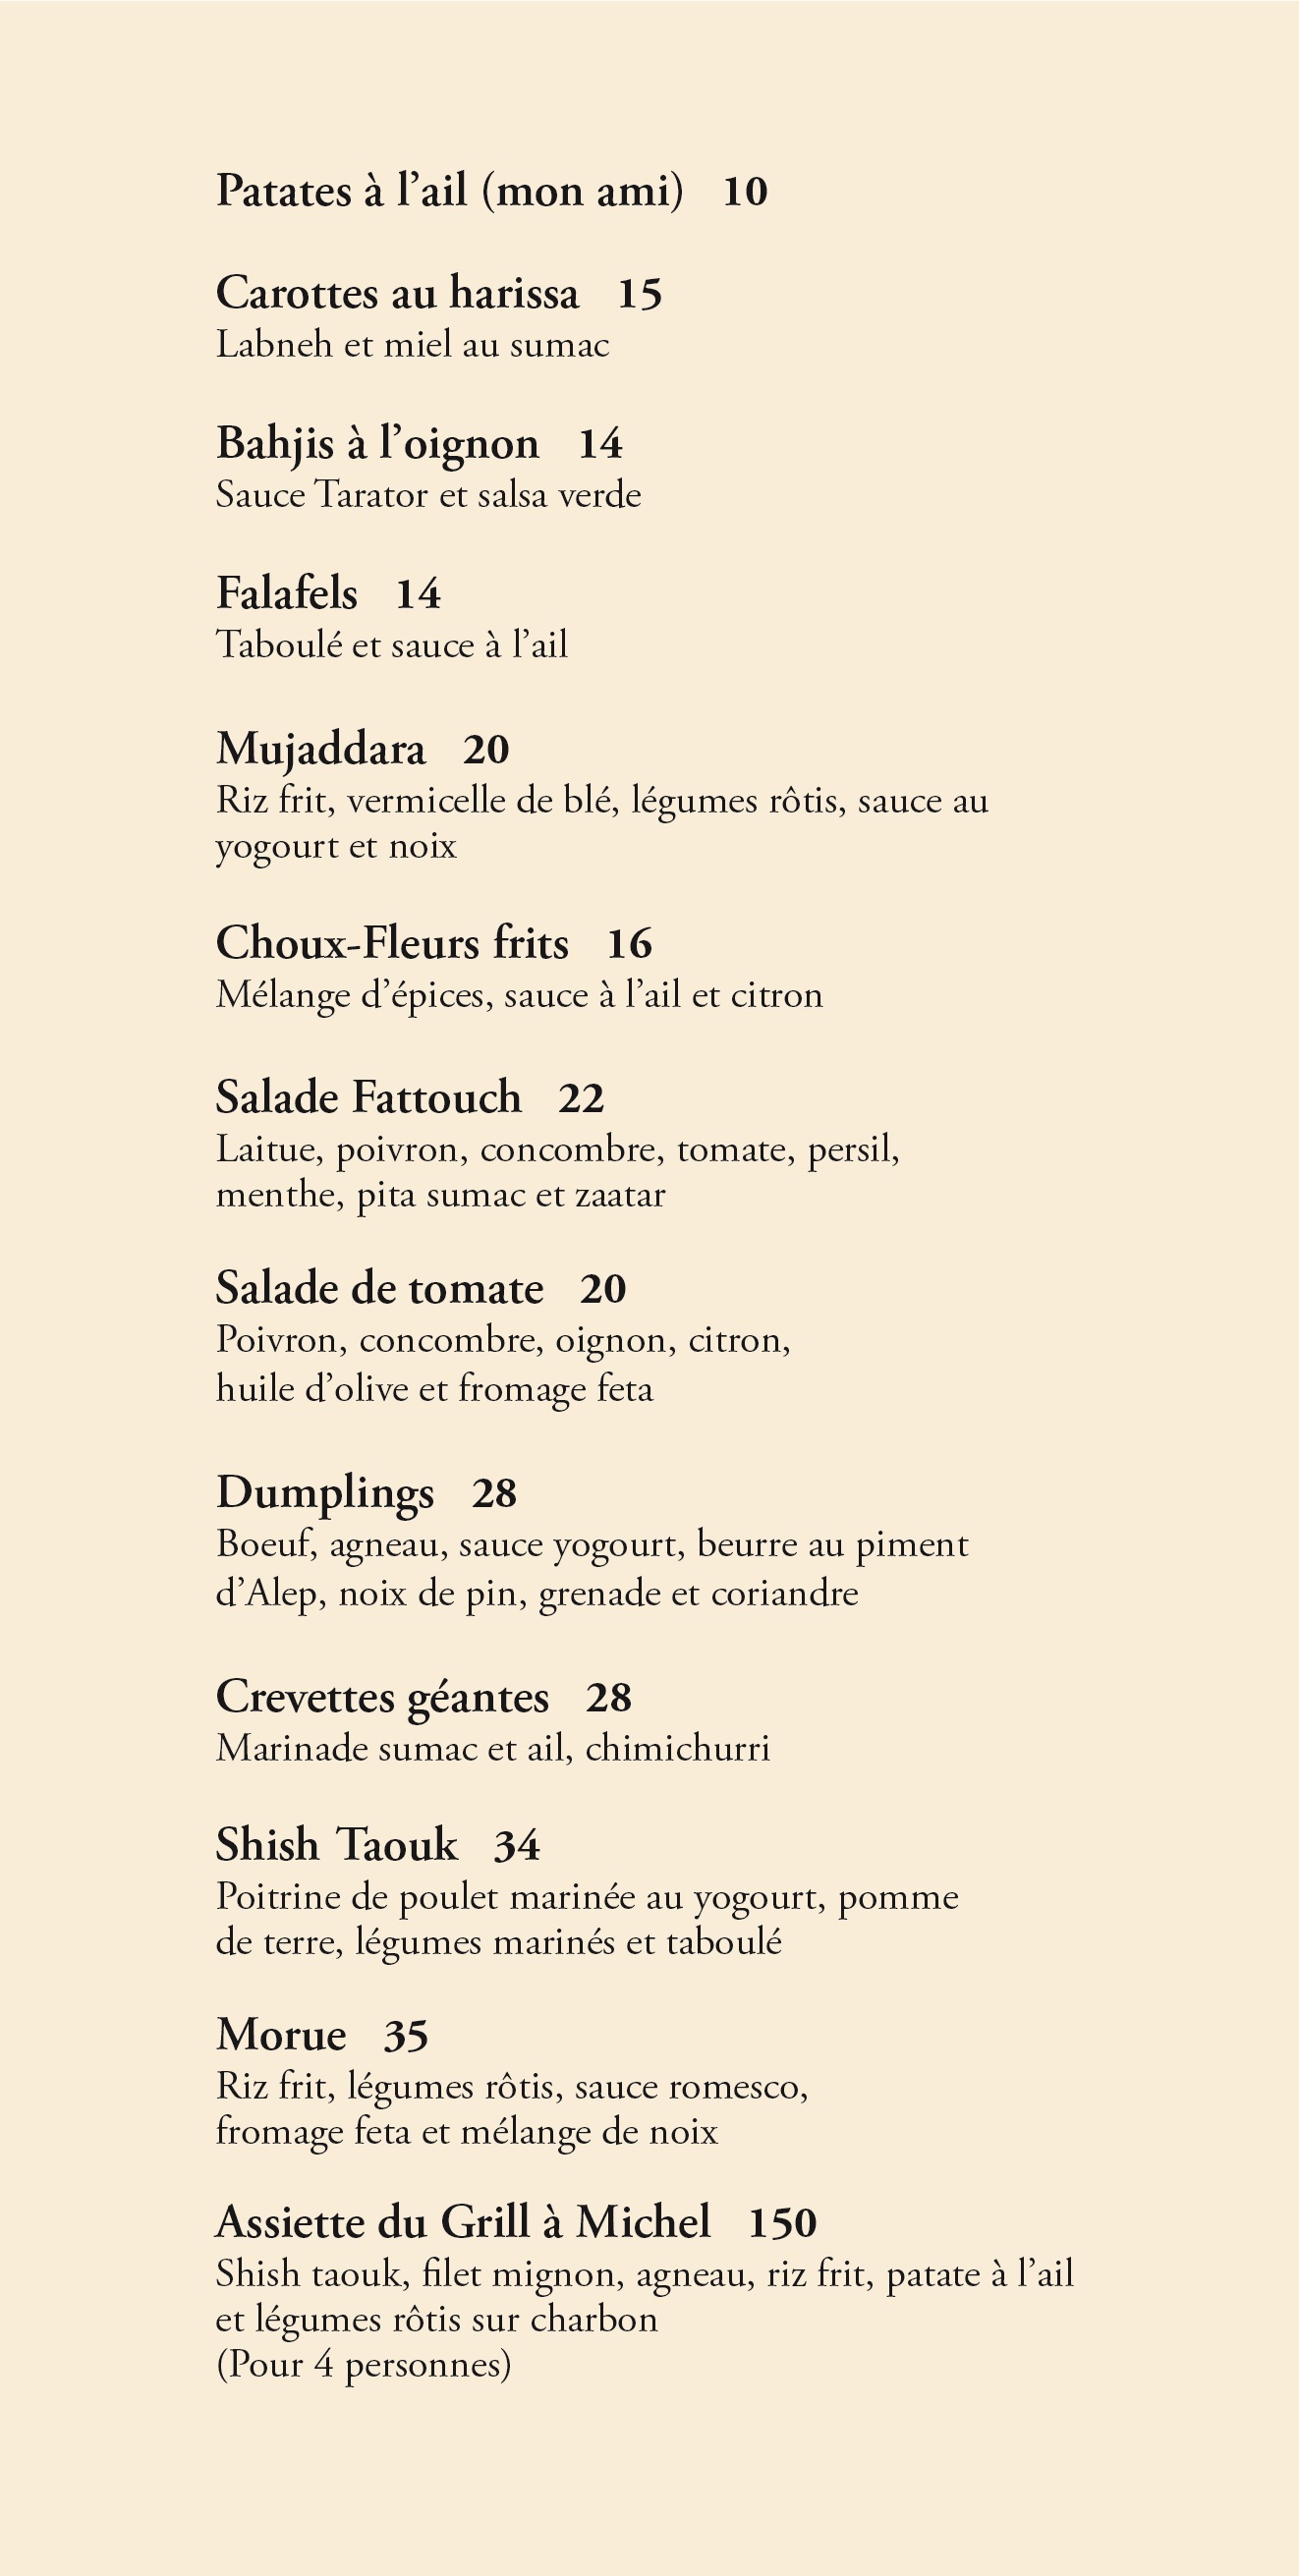 Patates à l’ail (mon ami) 10
Carottes au harissa 15
Labneh et miel au sumac
Bahjis à l’oignon 14
Sauce Tarator et salsa verde
Falafels 14
Taboulé et sauce à l’ail
Mujaddara 20
Riz frit, vermicelle de blé, légumes rôtis, sauce au
yogourt et noix
Choux-Fleurs frits 16
Mélange d’épices, sauce à l’ail et citron
Salade Fattouch 22
Laitue, poivron, concombre, tomate, persil,
menthe, pita sumac et zaatar
Salade de tomate 20
Poivron, concombre, oignon, citron,
huile d’olive et fromage feta
Dumplings 28
Boeuf, agneau, sauce yogourt, beurre au piment
d’Alep, noix de pin, grenade et coriandre
Crevettes géantes 28
Marinade sumac et ail, chimichurri
Shish Taouk 34
Poitrine de poulet marinée au yogourt, pomme
de terre, légumes marinés et taboulé
Morue 35
Riz frit, légumes rôtis, sauce romesco,
fromage feta et mélange de noix
Assiette du Grill à Michel 150
Shish taouk, filet mignon, agneau, riz frit, patate à l’ail
et légumes rôtis sur charbon
(Pour 4 personnes)